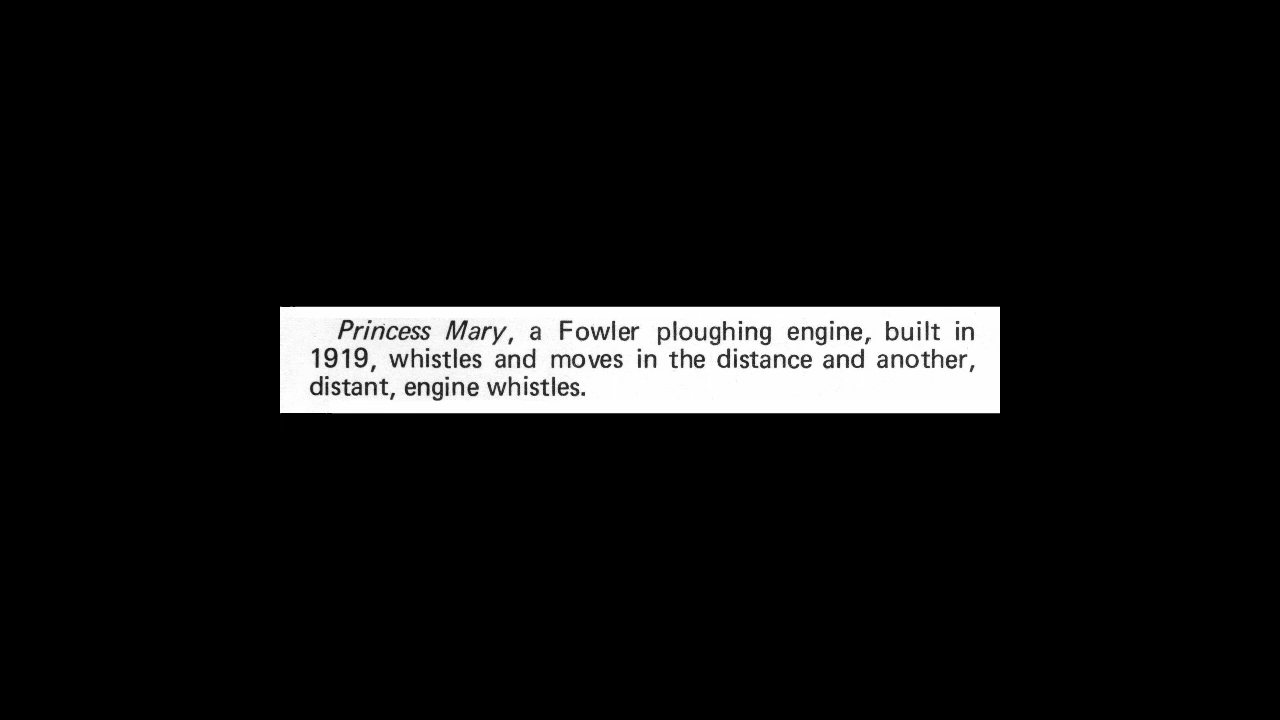 Princess Mary, a Fowler ploughing engine, built in
1919, whistles and moves in the distance and another,
distant, engine whistles.